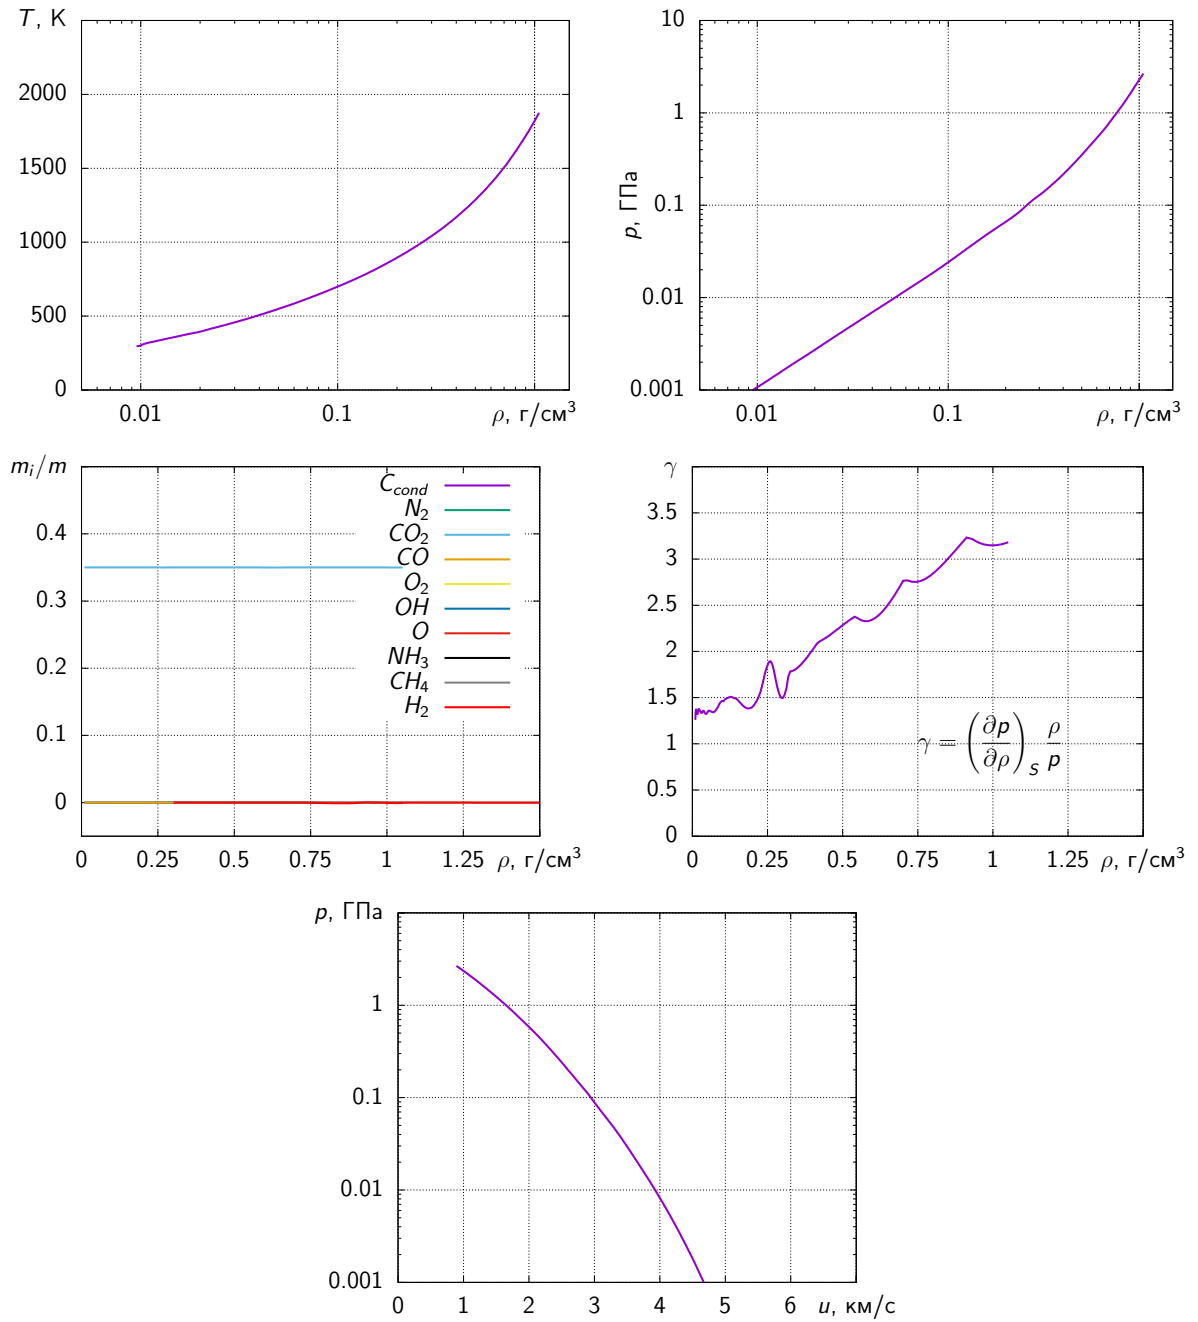 T, K
2000
1500
1000
500
0
0.01
0.1
ρ, г/см³
10
1
0.1
0.01
0.001
p, ГПа
0.01
0.1
ρ, г/см³
m_i/m
0.4
0.3
0.2
0.1
0
C_cond
N₂
CO₂
CO
O₂
OH
O
NH₃
CH₄
H₂
0
0.25
0.5
0.75
1
1.25
ρ, г/см³
γ
3.5
3
2.5
2
1.5
1
0.5
0
γ = (∂p/∂ρ)_S ρ/p
0
0.25
0.5
0.75
1
1.25
ρ, г/см³
p, ГПа
1
0.1
0.01
0.001
0
1
2
3
4
5
6
u, км/с